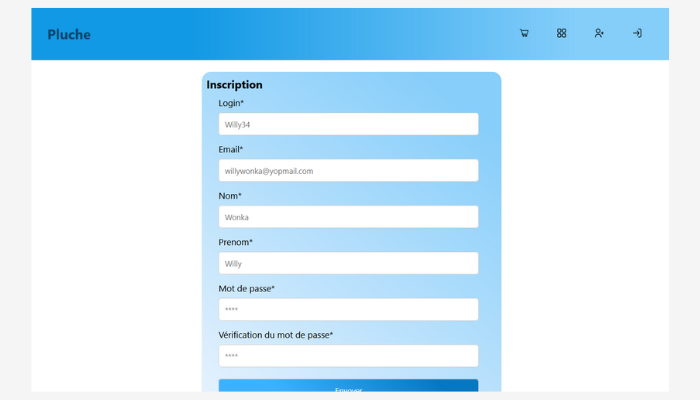 Pluche
Inscription
Login*
Willy34
Email*
willywonka@yopmail.com
Nom*
Wonka
Prenom*
Willy
Mot de passe*
****
Vérification du mot de passe*
****
Envoyer